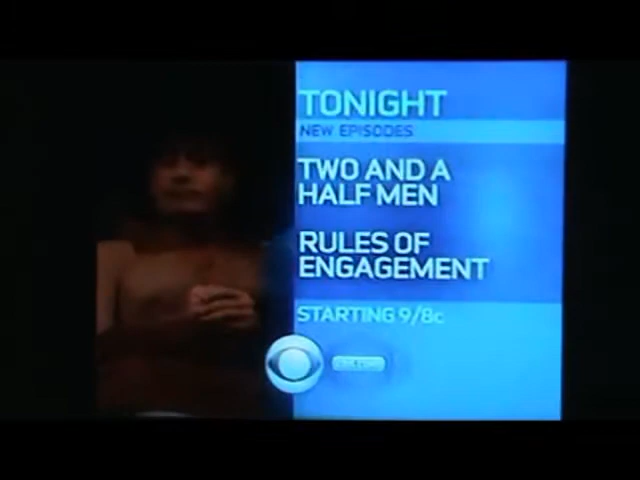 TONIGHT
NEW EPISODES
TWO AND A
HALF MEN
RULES OF
ENGAGEMENT
STARTING 9/8c